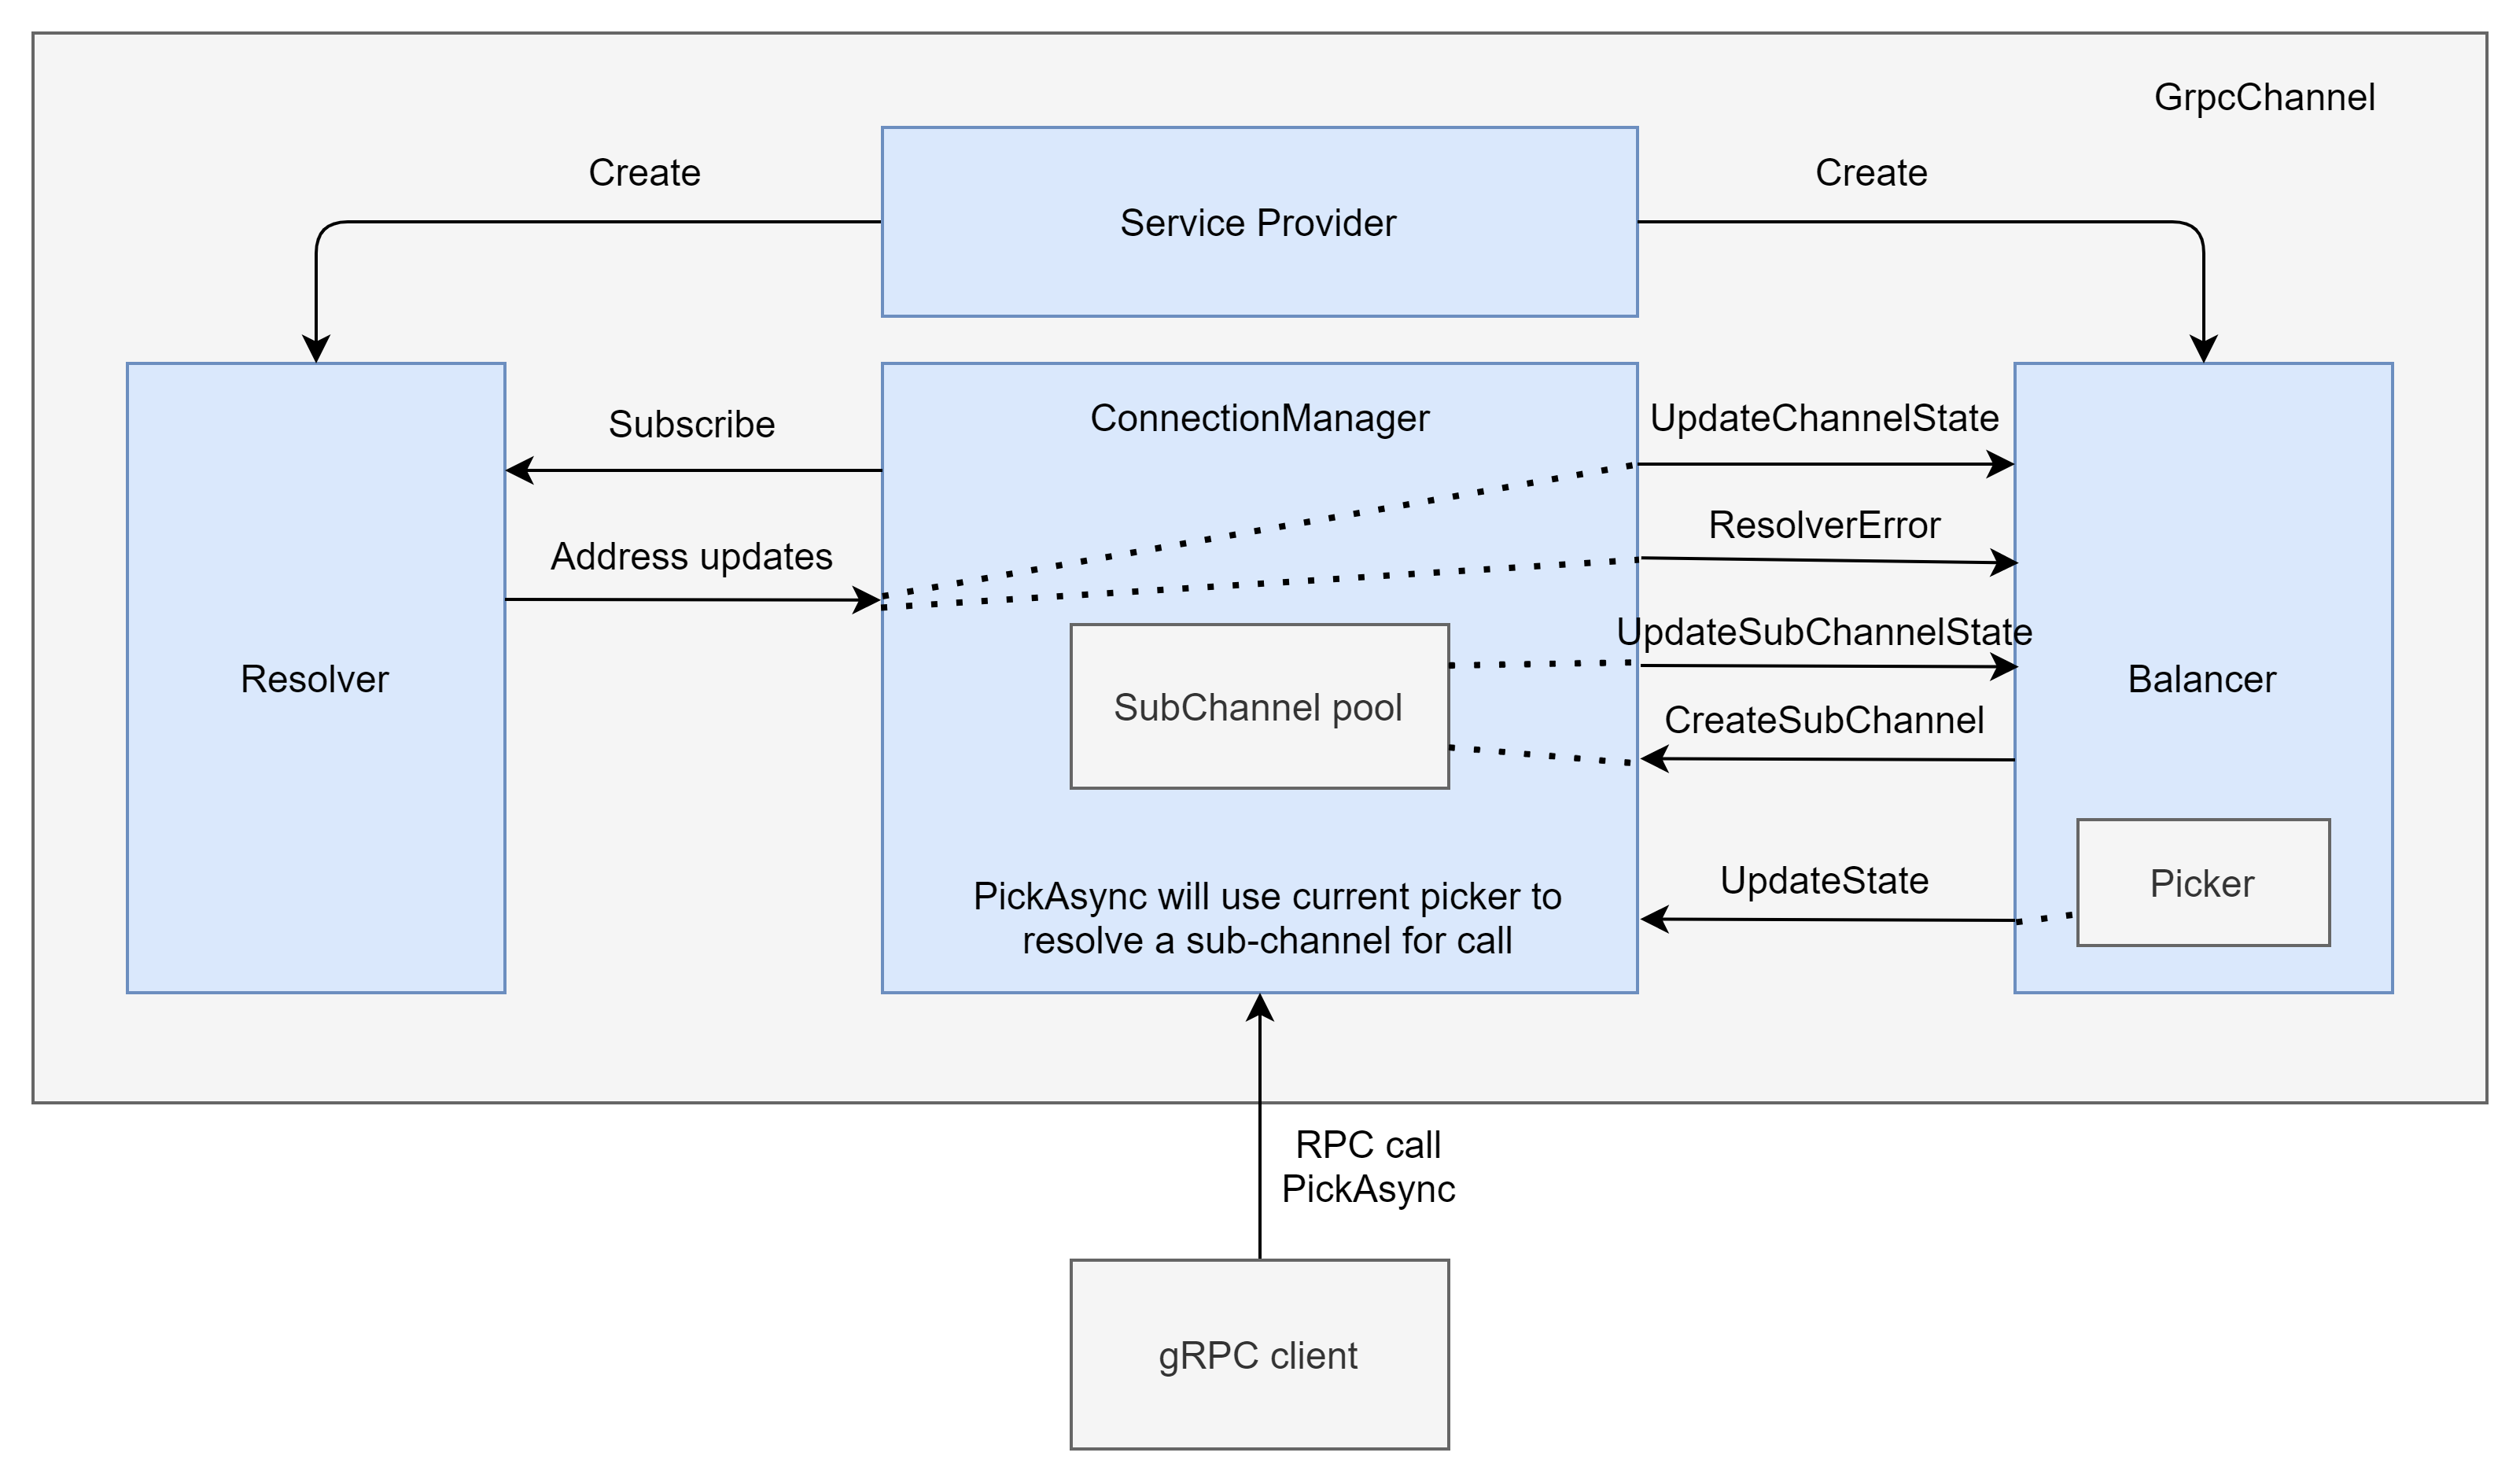 GrpcChannel
Create
Create
Service Provider
Subscribe
ConnectionManager
UpdateChannelState
Address updates
ResolverError
UpdateSubChannelState
Resolver
SubChannel pool
Balancer
CreateSubChannel
PickAsync will use current picker to
resolve a sub-channel for call
UpdateState
Picker
RPC call
PickAsync
gRPC client